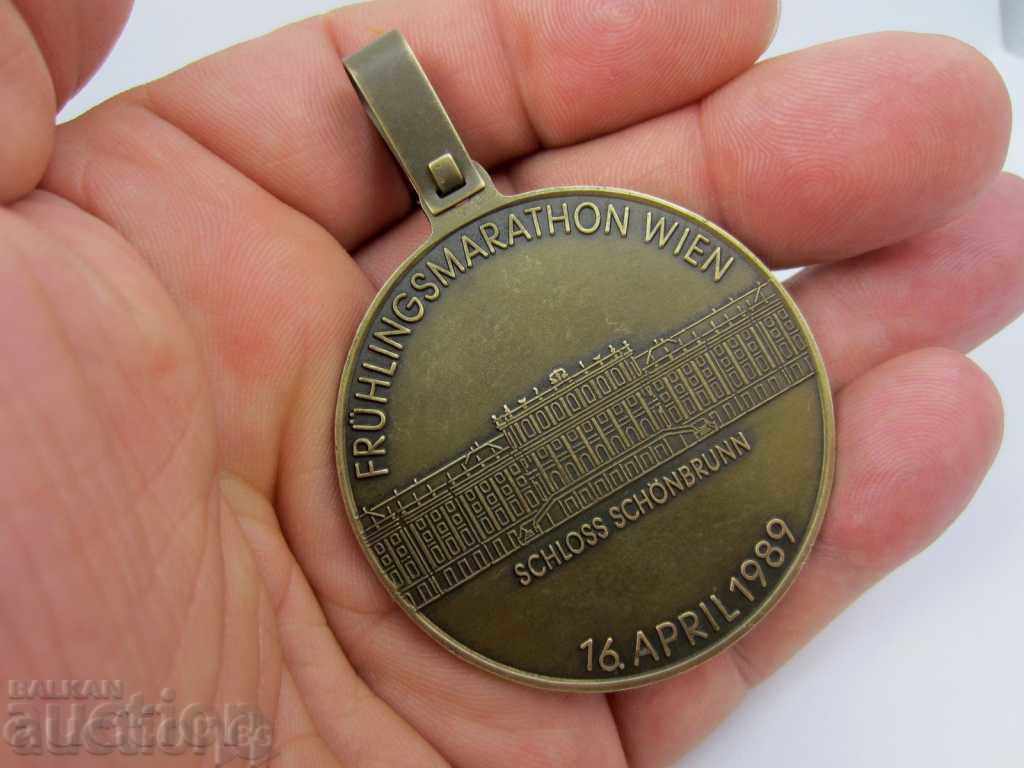 FRÜHLINGSMARATHON WIEN
SCHLOSS SCHÖNBRUNN
16. APRIL 1989
BALKAN
auction